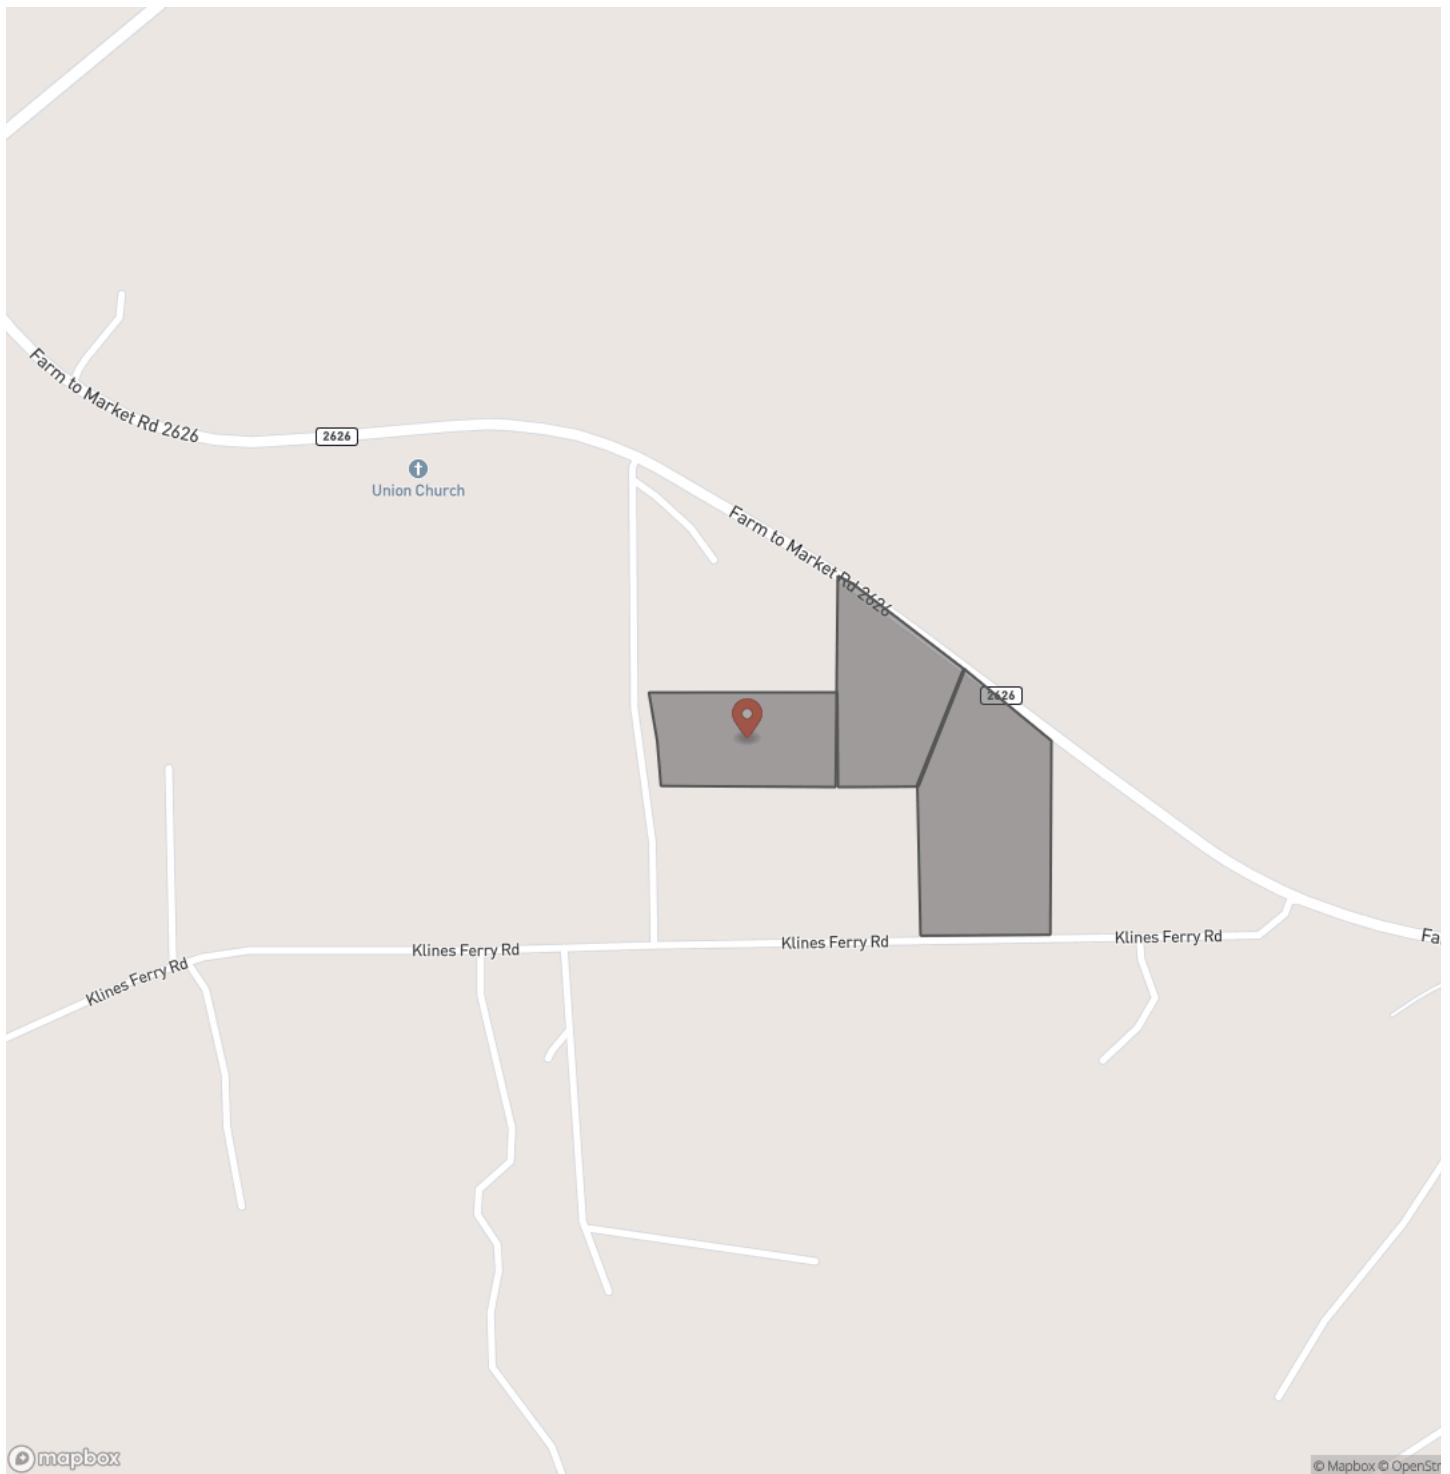 Farm to Market Rd 2626
2626
Union Church
Farm to Market Rd 2626
2626
Klines Ferry Rd
Klines Ferry Rd
Klines Ferry Rd
Fa
Klines Ferry Rd
mapbox
© Mapbox © OpenStr